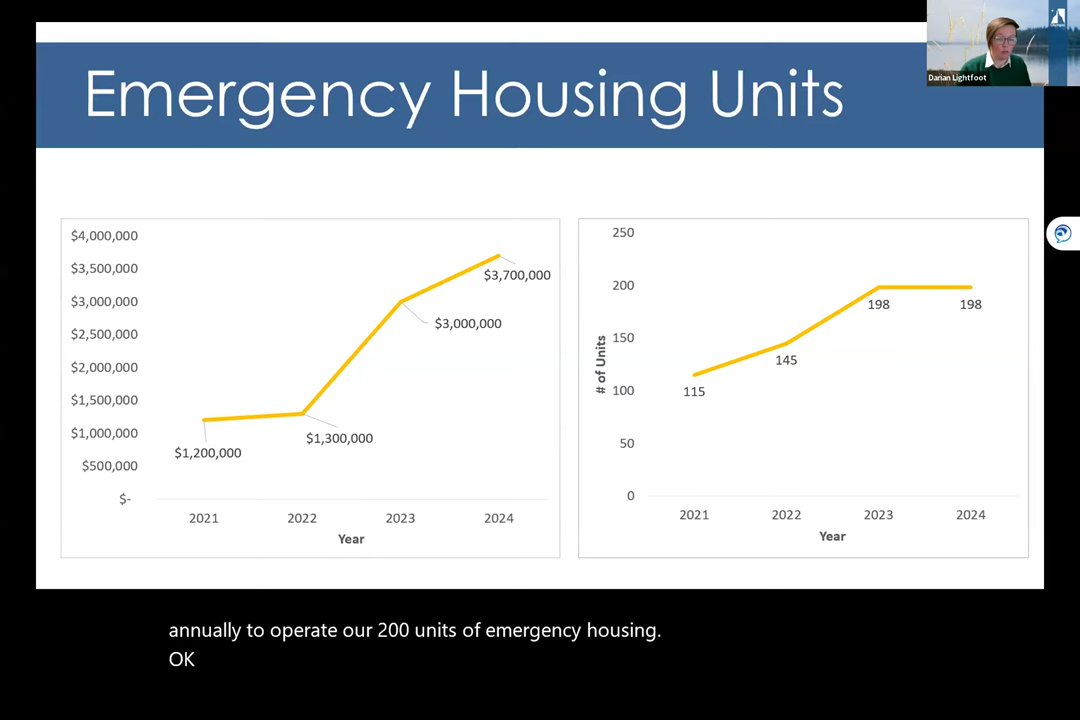 Emergency Housing Units
Darian Lightfoot
$4,000,000
$3,500,000
$3,000,000
$2,500,000
$2,000,000
$1,500,000
$1,000,000
$500,000
$-
$1,200,000
$1,300,000
$3,000,000
$3,700,000
2021 2022 2023 2024
Year
250
200
150
100
50
0
# of Units
115
145
198
198
2021 2022 2023 2024
Year
annually to operate our 200 units of emergency housing.
OK